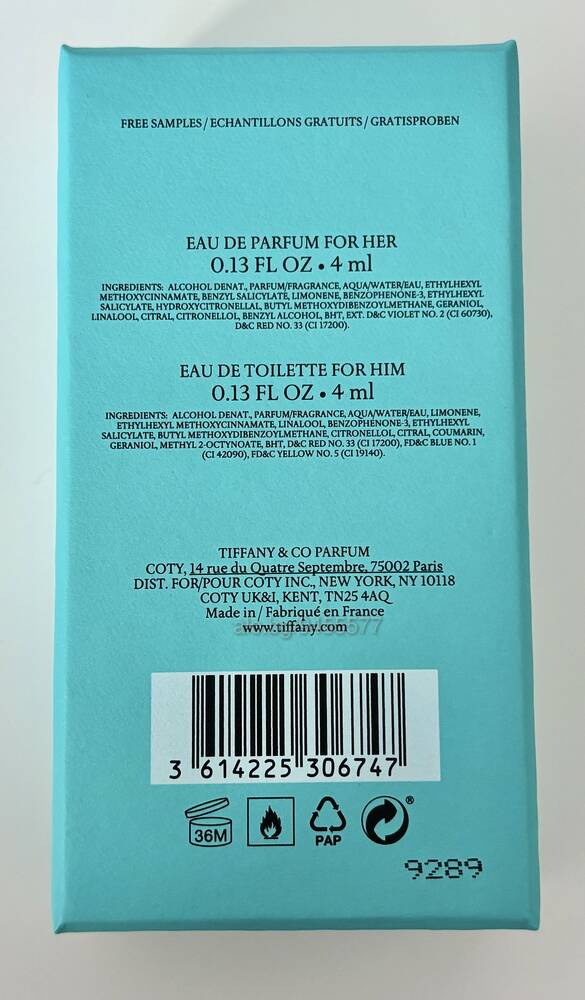 FREE SAMPLES / ECHANTILLONS GRATUITS / GRATISPROBEN
EAU DE PARFUM FOR HER
0.13 FL OZ • 4 ml
INGREDIENTS: ALCOHOL DENAT., PARFUM/FRAGRANCE, AQUA/WATER/EAU, ETHYLHEXYL
METHOXYCINNAMATE, BENZYL SALICYLATE, LIMONENE, BENZOPHENONE-3, ETHYLHEXYL
SALICYLATE, HYDROXYCITRONELLAL, BUTYL METHOXYDIBENZOYLMETHANE, GERANIOL,
LINALOOL, CITRAL, CITRONELLOL, BENZYL ALCOHOL, BHT, EXT. D&C VIOLET NO. 2 (CI 60730),
D&C RED NO. 33 (CI 17200).
EAU DE TOILETTE FOR HIM
0.13 FL OZ • 4 ml
INGREDIENTS: ALCOHOL DENAT., PARFUM/FRAGRANCE, AQUA/WATER/EAU, LIMONENE,
ETHYLHEXYL METHOXYCINNAMATE, LINALOOL, BENZOPHENONE-3, ETHYLHEXYL
SALICYLATE, BUTYL METHOXYDIBENZOYLMETHANE, CITRONELLOL, CITRAL, COUMARIN,
GERANIOL, METHYL 2-OCTYNOATE, BHT, D&C RED NO. 33 (CI 17200), FD&C BLUE NO. 1
(CI 42090), FD&C YELLOW NO. 5 (CI 19140).
TIFFANY & CO PARFUM
COTY, 14 rue du Quatre Septembre, 75002 Paris
DIST. FOR/POUR COTY INC., NEW YORK, NY 10118
COTY UK&I, KENT, TN25 4AQ
Made in / Fabriqué en France
www.tiffany.com
3 614225 306747
36M
PAP
®
9289